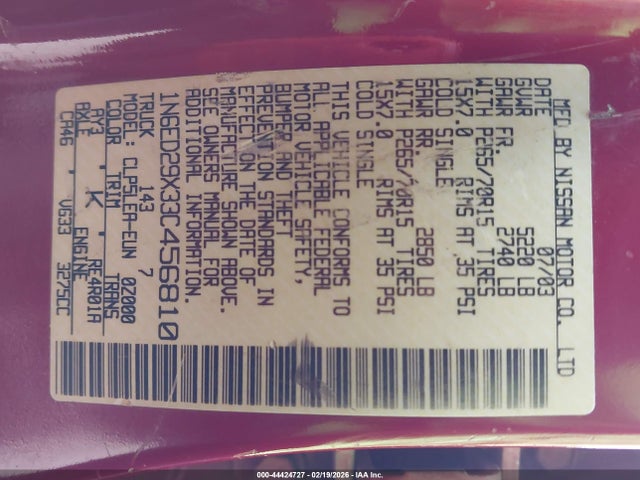 MFD BY NISSAN MOTOR CO. LTD
DATE 07/03
GVWR 5220 LB
GAWR FR. 2740 LB
WITH P265/70R15 TIRES
15X7.0 RIMS AT 35 PSI
COLD SINGLE
GAWR RR. 2850 LB
WITH P265/70R15 TIRES
15X7.0 RIMS AT 35 PSI
COLD SINGLE
THIS VEHICLE CONFORMS TO
ALL APPLICABLE FEDERAL
MOTOR VEHICLE SAFETY,
BUMPER AND THEFT
PREVENTION STANDARDS IN
EFFECT ON THE DATE OF
MANUFACTURE SHOWN ABOVE.
SEE OWNERS MANUAL FOR
ADDITIONAL INFORMATION.
1N6ED29X33C456810
TRUCK 143 7
MODEL: CLP5LEA-EUN 02000
COLOR TRIM TRANS
AY3 K RE4R01A
AXLE ENGINE
CH46 VG33 3275CC
000-44424727 - 02/19/2026 - IAA Inc.